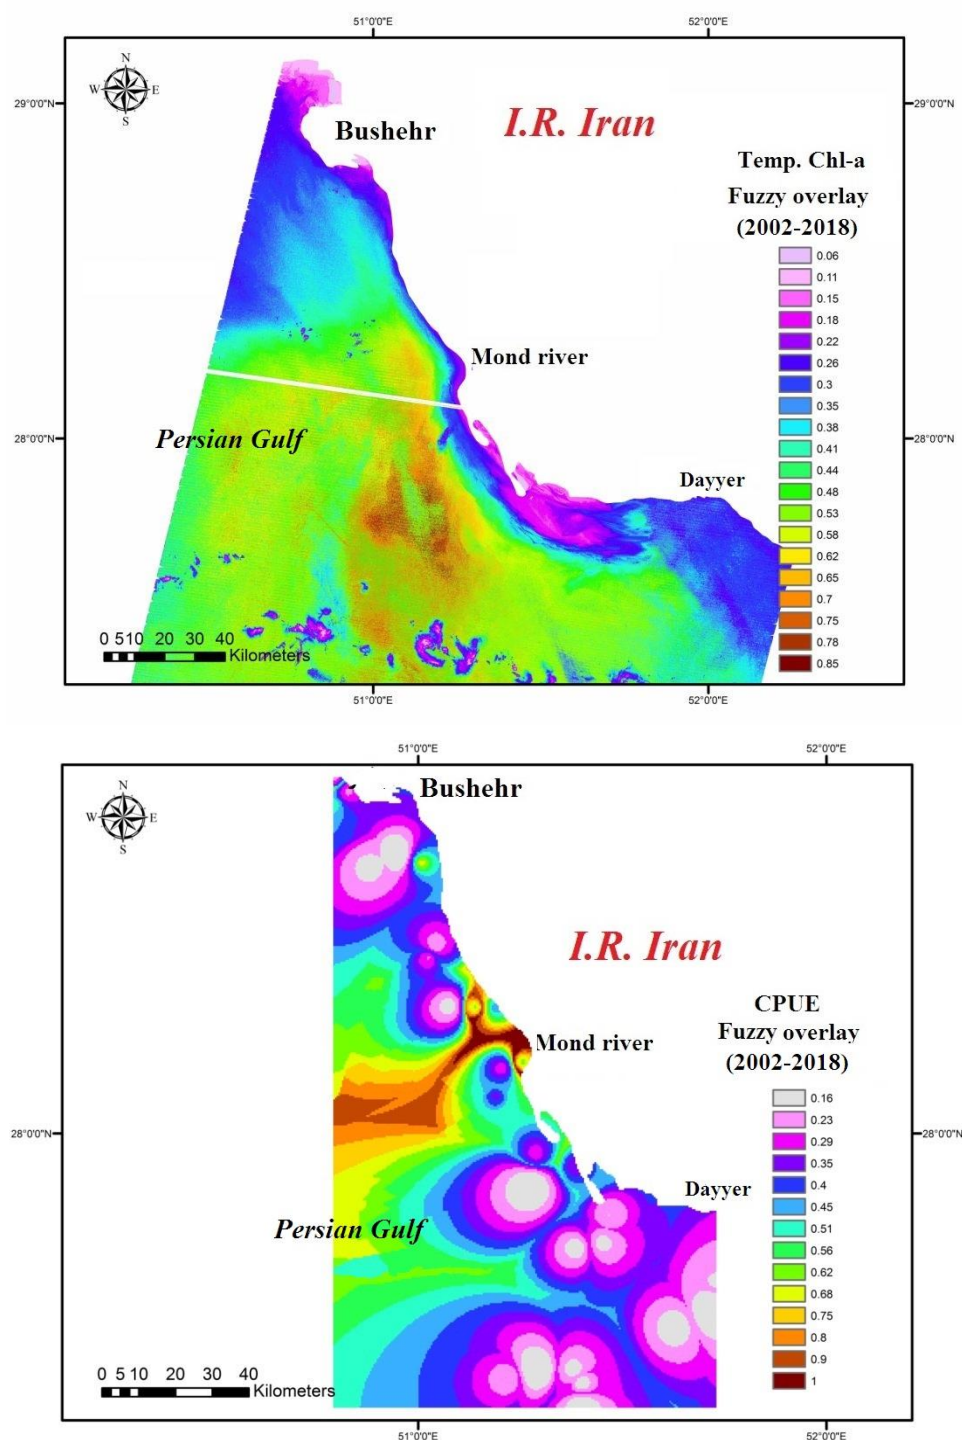 51°0'0"E
52°0'0"E
N
W E
S
29°0'0"N
29°0'0"N
I.R. Iran
Bushehr
Temp. Chl-a
Fuzzy overlay
(2002-2018)
0.06
0.11
0.15
0.18
0.22
0.26
0.3
0.35
0.38
0.41
0.44
0.48
0.53
0.58
0.62
0.65
0.7
0.75
0.78
0.85
Mond river
28°0'0"N
28°0'0"N
Persian Gulf
Dayyer
0 5 10 20 30 40
Kilometers
51°0'0"E
52°0'0"E
51°0'0"E
52°0'0"E
N
W E
S
Bushehr
I.R. Iran
CPUE
Fuzzy overlay
(2002-2018)
0.16
0.23
0.29
0.35
0.4
0.45
0.51
0.56
0.62
0.68
0.75
0.8
0.9
1
Mond river
28°0'0"N
28°0'0"N
Dayyer
Persian Gulf
0 5 10 20 30 40
Kilometers
51°0'0"E
52°0'0"E